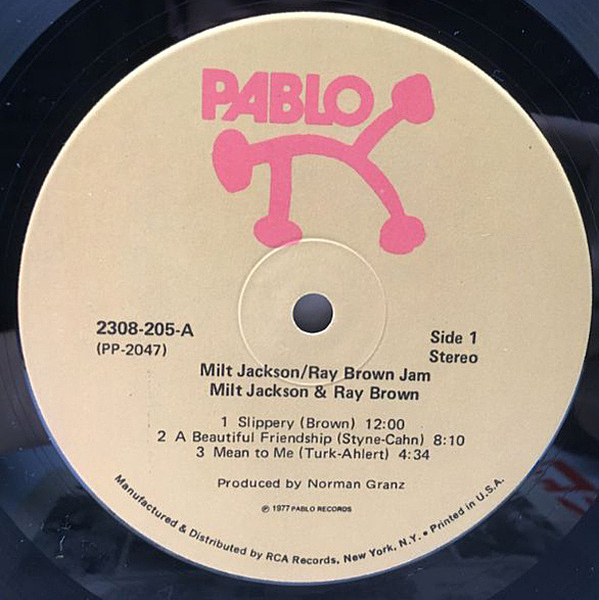 PABLO
2308-205-A
(PP-2047)
Side 1
Stereo
Milt Jackson/Ray Brown Jam
Milt Jackson & Ray Brown
1 Slippery (Brown) 12:00
2 A Beautiful Friendship (Styne-Cahn) 8:10
3 Mean to Me (Turk-Ahlert) 4:34
Produced by Norman Granz
℗ 1977 PABLO RECORDS
Manufactured & Distributed by RCA Records, New York, N.Y. • Printed in U.S.A.